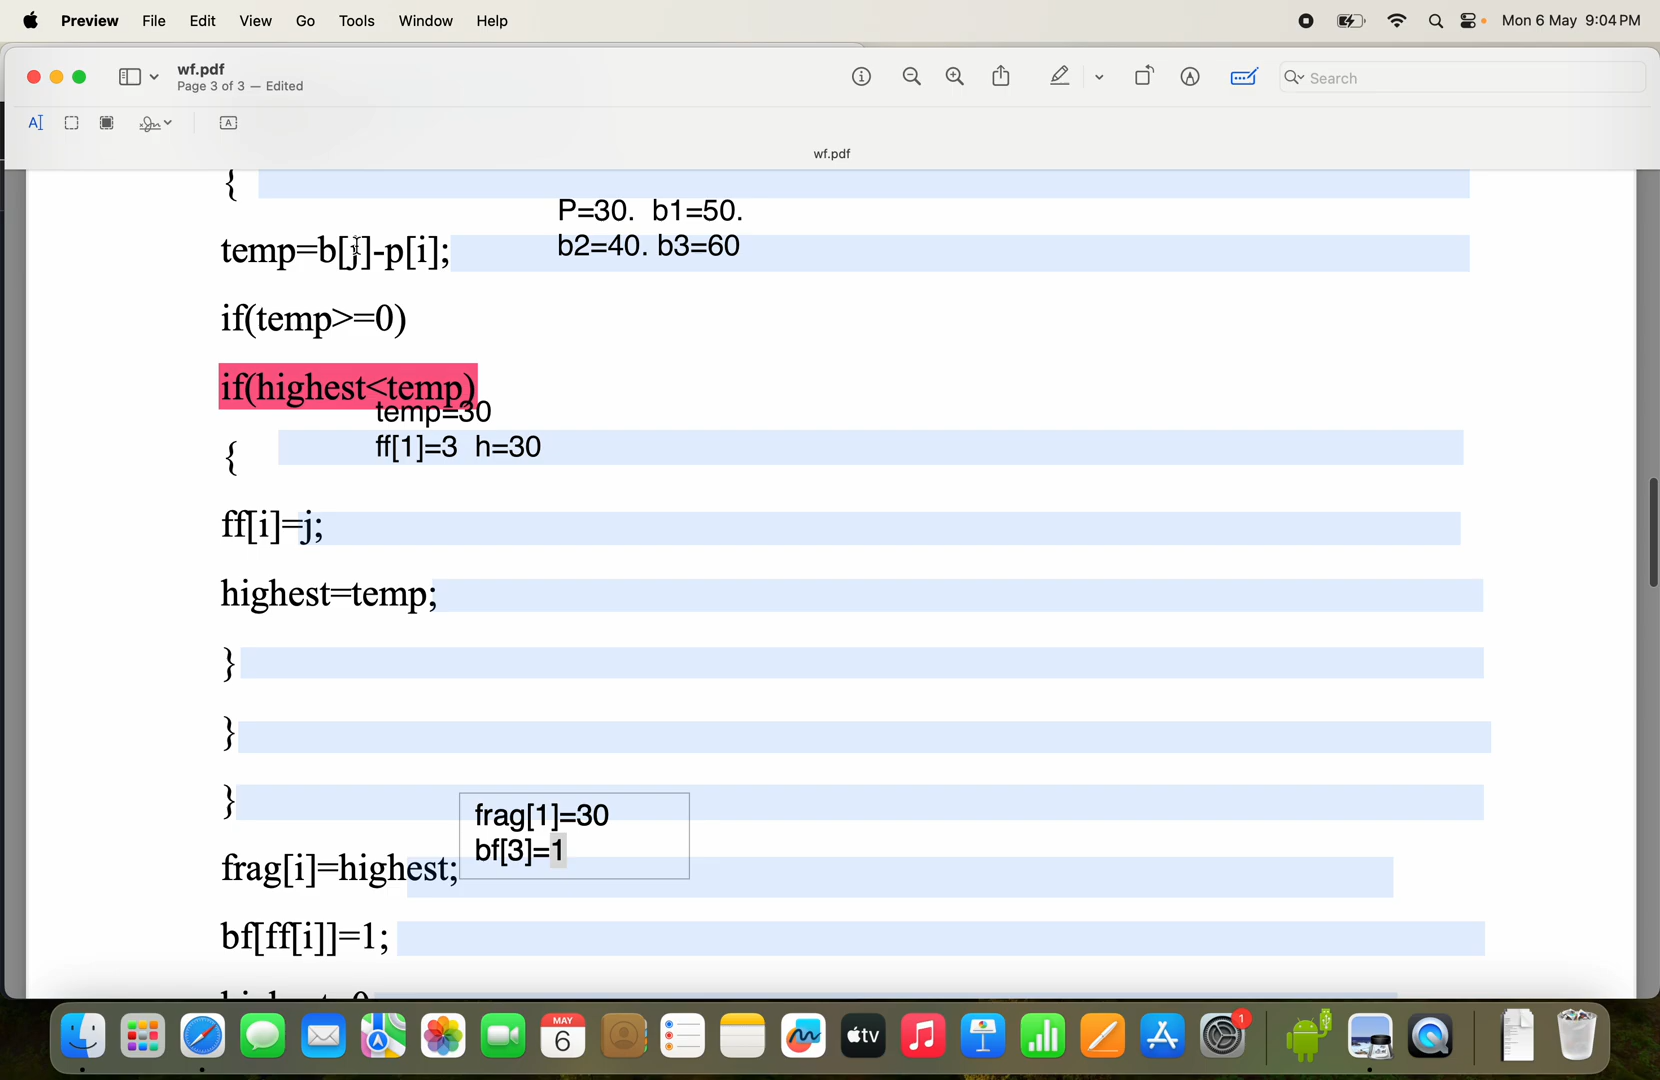 Preview File Edit View Go Tools Window Help Mon 6 May 9:04 PM
wf.pdf
Page 3 of 3 — Edited
Search
wf.pdf
{
P=30. b1=50.
temp=b[j]-p[i];
b2=40. b3=60
if(temp>=0)
if(highest<temp)
temp=30
ff[1]=3 h=30
{
ff[i]=j;
highest=temp;
}
}
}
frag[1]=30
bf[3]=1
frag[i]=highest;
bf[ff[i]]=1;
MAY
6
tv
1